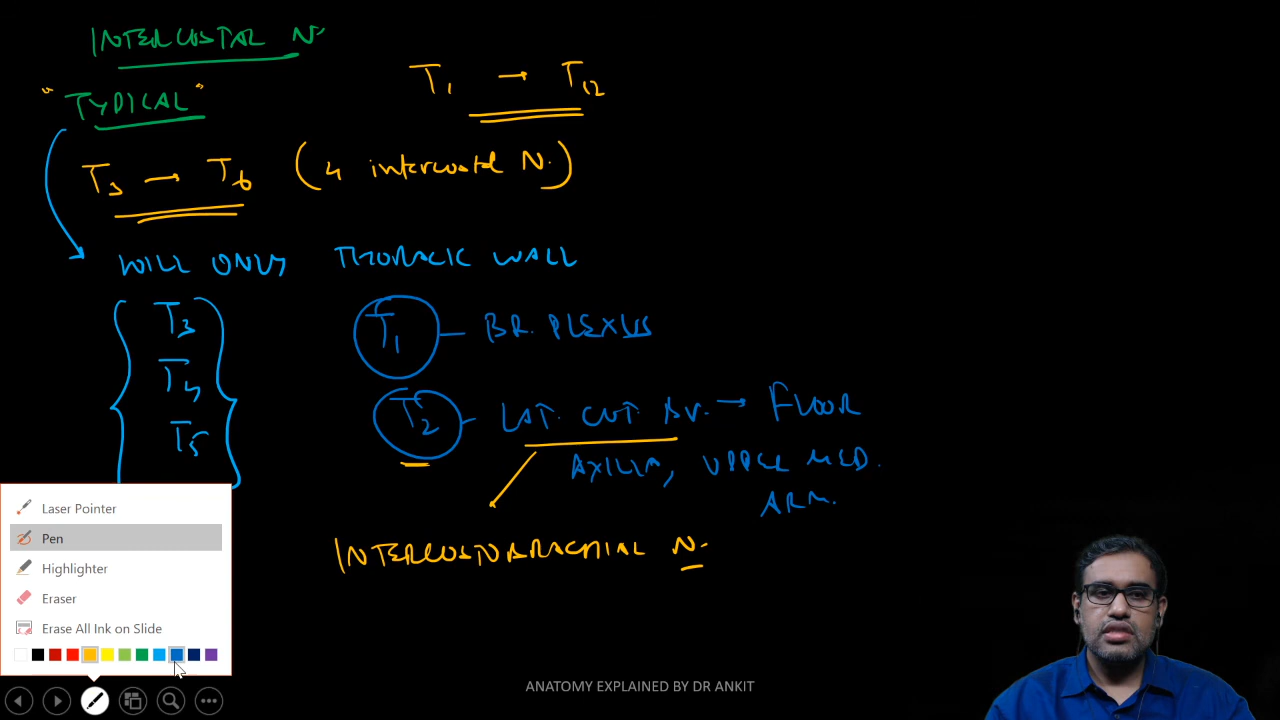 INTERCOSTAL N.
"TYPICAL"
T1 → T12
T3 → T6 (4 intercostal N.)
WILL ONLY THORACIC WALL
T3
T4
T5
T1 — BR. PLEXUS
T2 - LAT. CUT. BR. → FLOOR
AXILLA, UPPER MED.
ARM.
INTERCOSTOBRACHIAL N.
Laser Pointer
Pen
Highlighter
Eraser
Erase All Ink on Slide
ANATOMY EXPLAINED BY DR ANKIT